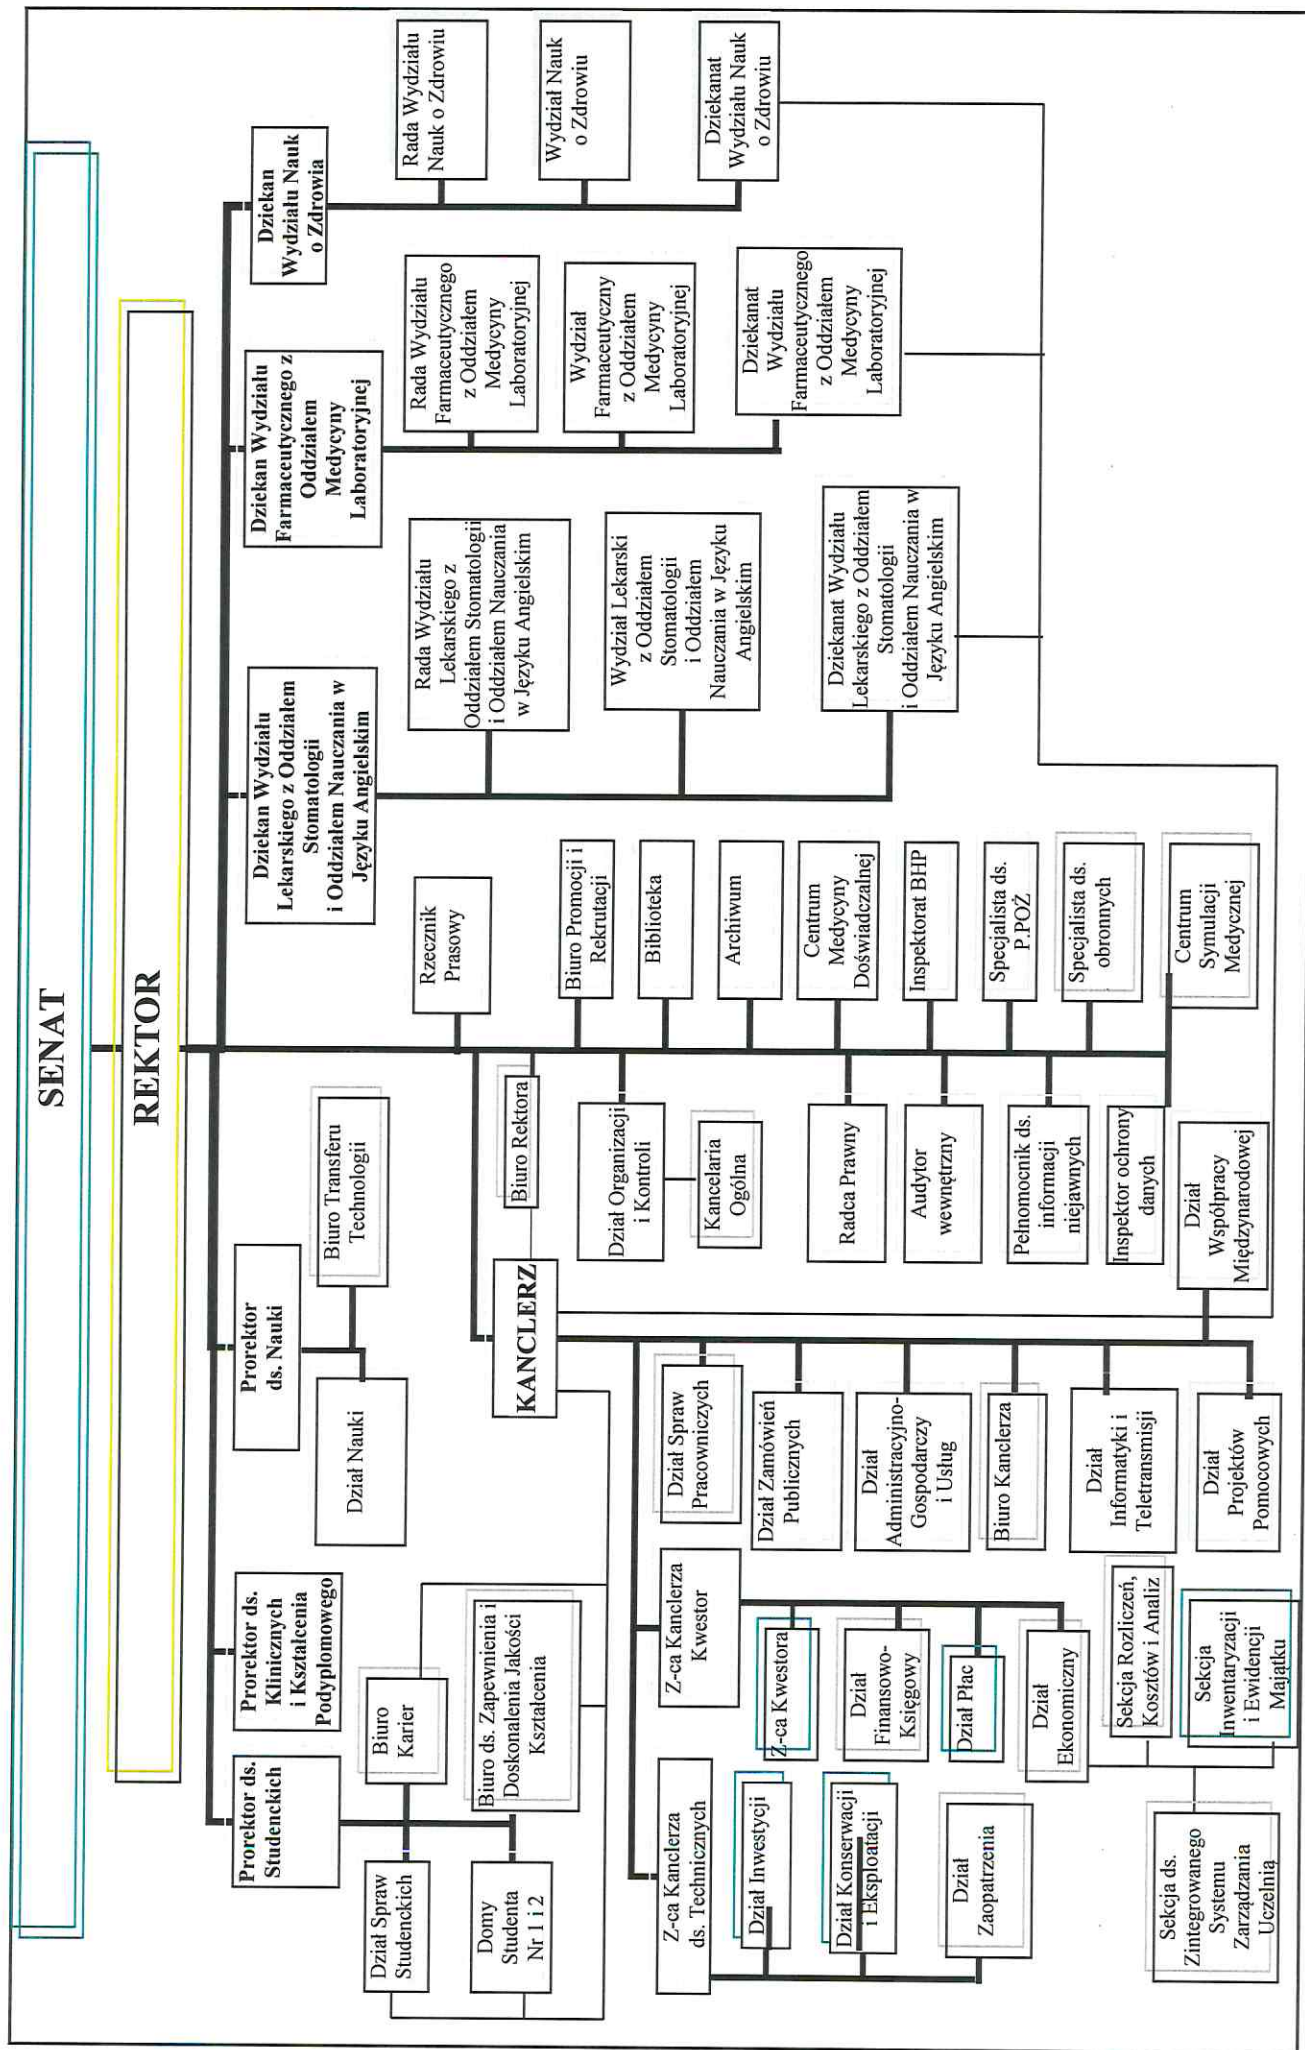 SENAT
REKTOR
Prorektor ds.
Studenckich
Prorektor ds.
Klinicznych
i Kształcenia
Podyplomowego
Prorektor
ds. Nauki
Dziekan Wydziału
Lekarskiego z Oddziałem
Stomatologii
i Oddziałem Nauczania w
Języku Angielskim
Dziekan Wydziału
Farmaceutycznego z
Oddziałem
Medycyny
Laboratoryjnej
Dziekan
Wydziału Nauk
o Zdrowia
Dział Spraw
Studenckich
Biuro
Karier
Domy
Studenta
Nr 1 i 2
Biuro ds. Zapewnienia i
Doskonalenia Jakości
Kształcenia
Dział Nauki
Biuro Transferu
Technologii
Rzecznik
Prasowy
Rada Wydziału
Lekarskiego z
Oddziałem Stomatologii
i Oddziałem Nauczania
w Języku Angielskim
Rada Wydziału
Farmaceutycznego
z Oddziałem
Medycyny
Laboratoryjnej
Rada Wydziału
Nauk o Zdrowiu
Wydział Lekarski
z Oddziałem
Stomatologii
i Oddziałem
Nauczania w Języku
Angielskim
Wydział
Farmaceutyczny
z Oddziałem
Medycyny
Laboratoryjnej
Wydział Nauk
o Zdrowiu
Dziekanat Wydziału
Lekarskiego z Oddziałem
Stomatologii
i Oddziałem Nauczania w
Języku Angielskim
Dziekanat
Wydziału
Farmaceutycznego
z Oddziałem
Medycyny
Laboratoryjnej
Dziekanat
Wydziału Nauk
o Zdrowiu
KANCLERZ
Biuro Rektora
Biuro Promocji i
Rekrutacji
Dział Organizacji
i Kontroli
Biblioteka
Kancelaria
Ogólna
Archiwum
Radca Prawny
Centrum
Medycyny
Doświadczalnej
Audytor
wewnętrzny
Inspektorat BHP
Pełnomocnik ds.
informacji
niejawnych
Specjalista ds.
P.POŻ
Inspektor ochrony
danych
Specjalista ds.
obronnych
Dział
Współpracy
Międzynarodowej
Centrum
Symulacji
Medycznej
Z-ca Kanclerza
ds. Technicznych
Z-ca Kanclerza
Kwestor
Dział Spraw
Pracowniczych
Dział Inwestycji
Z-ca Kwestora
Dział Zamówień
Publicznych
Dział Konserwacji
i Eksploatacji
Dział
Finansowo-
Księgowy
Dział
Administracyjno-
Gospodarczy
i Usług
Dział
Zaopatrzenia
Dział Płac
Biuro Kanclerza
Dział
Ekonomiczny
Dział
Informatyki i
Teletransmisji
Sekcja Rozliczeń,
Kosztów i Analiz
Dział
Projektów
Pomocowych
Sekcja ds.
Zintegrowanego
Systemu
Zarządzania
Uczelnią
Sekcja
Inwentaryzacji
i Ewidencji
Majątku